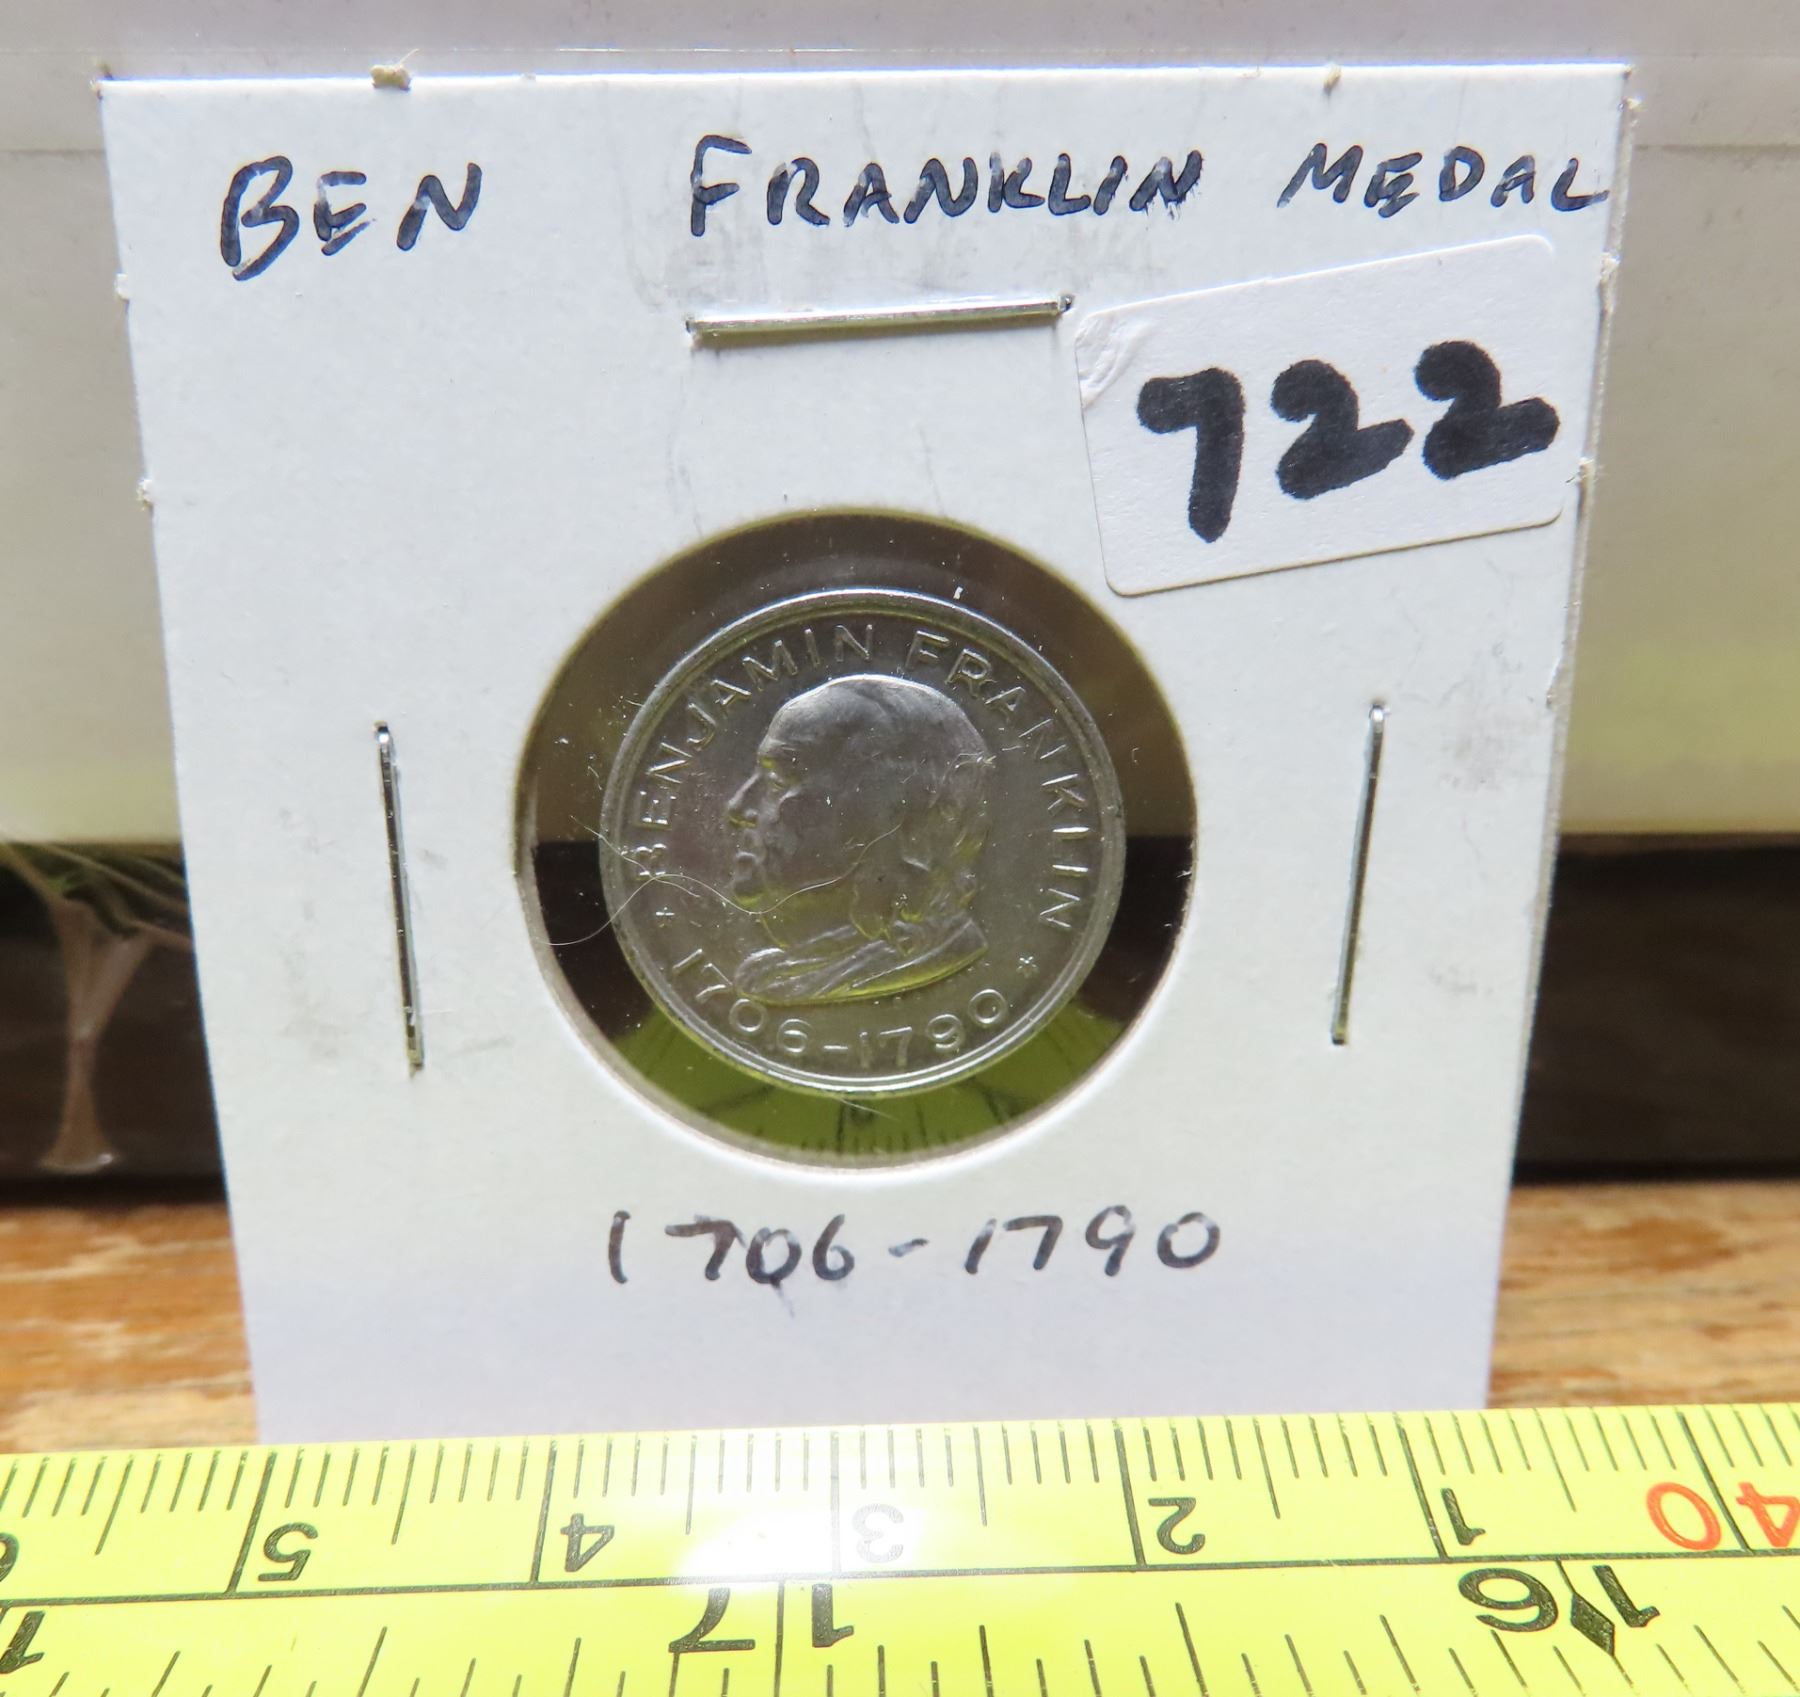 BEN FRANKLIN MEDAL
722
BENJAMIN FRANKLIN
* 1706-1790 *
1706-1790
6 5 4 3 2 1 40
17 16